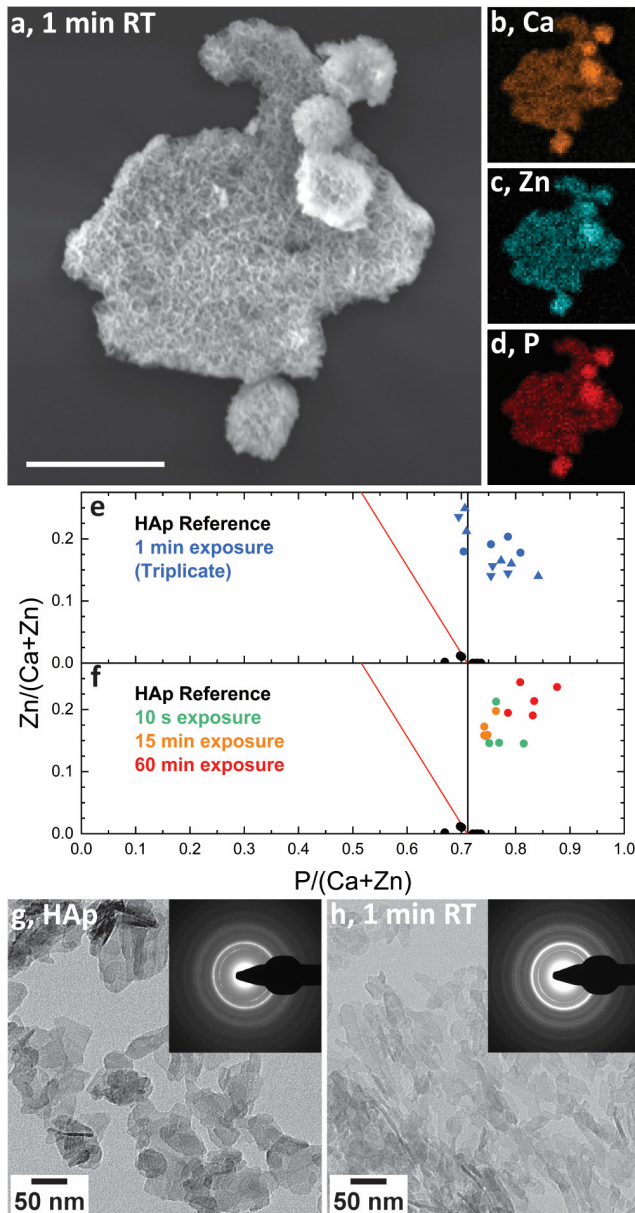 a, 1 min RT
b, Ca
c, Zn
d, P
e
HAp Reference
1 min exposure
(Triplicate)
Zn/(Ca+Zn)
0.2
0.1
0.0
f
HAp Reference
10 s exposure
15 min exposure
60 min exposure
0.2
0.1
0.0
0.0 0.1 0.2 0.3 0.4 0.5 0.6 0.7 0.8 0.9 1.0
P/(Ca+Zn)
g, HAp
50 nm
h, 1 min RT
50 nm